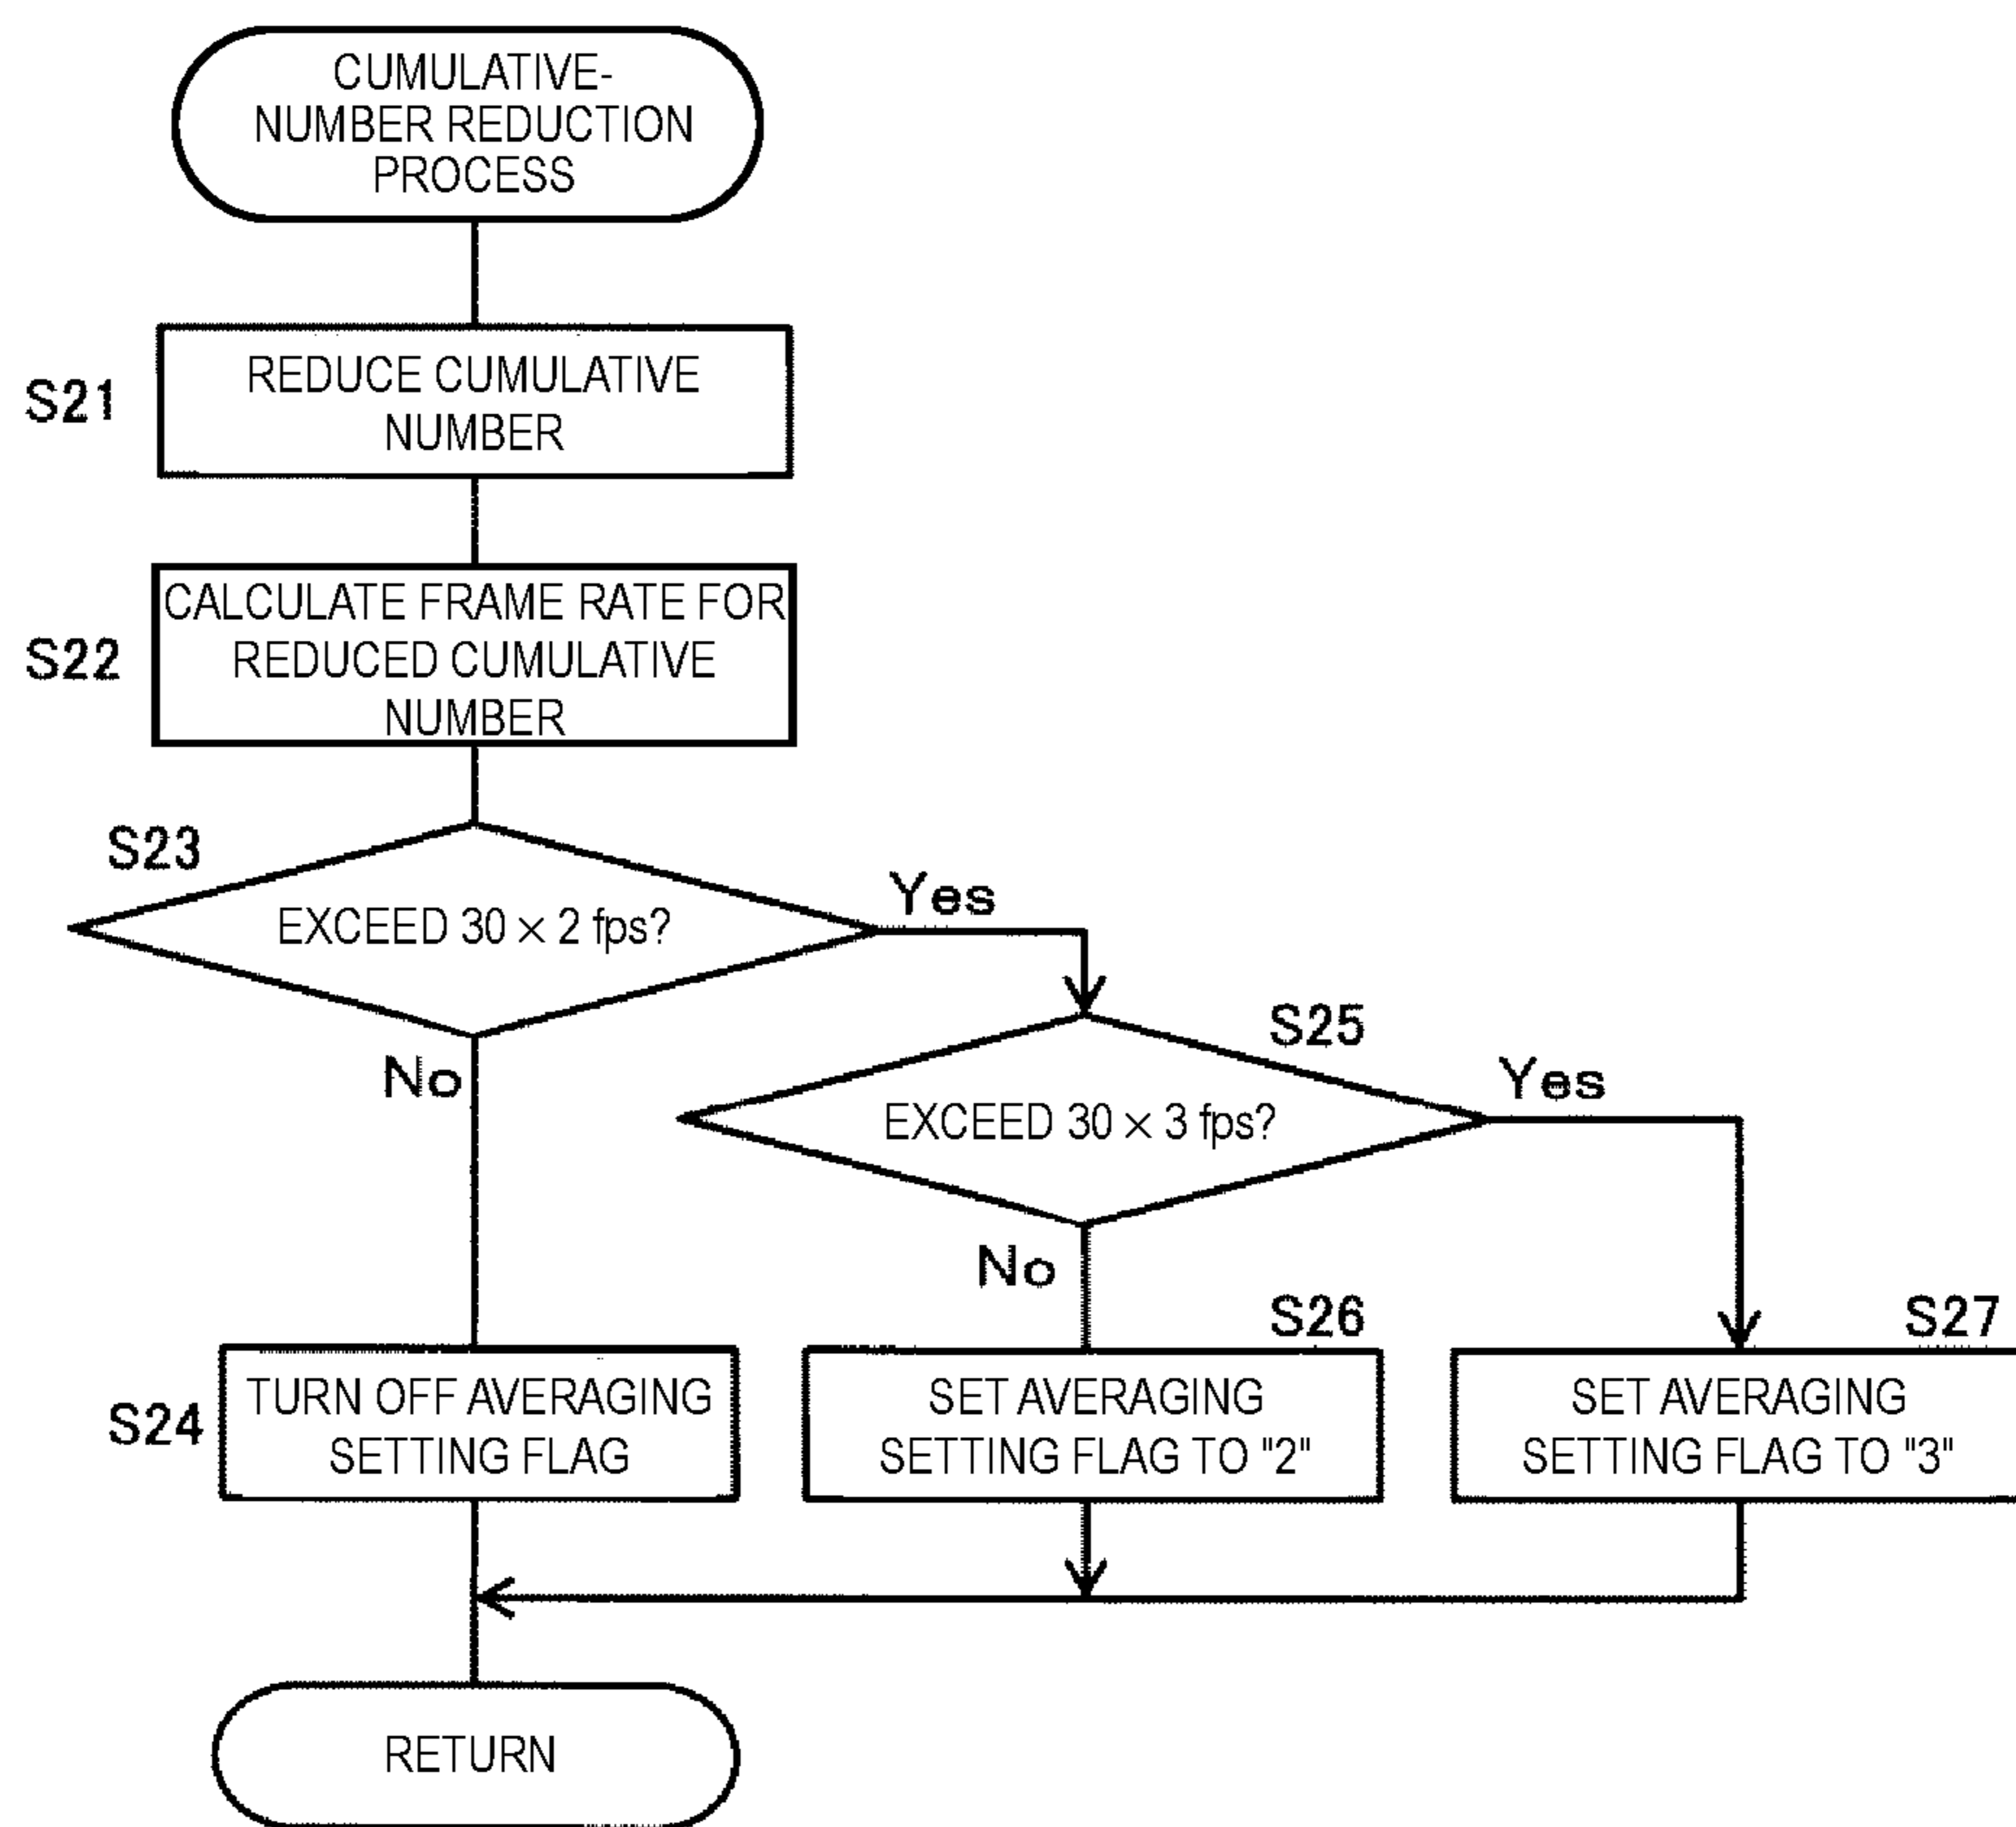 CUMULATIVE-
NUMBER REDUCTION
PROCESS
S21
REDUCE CUMULATIVE
NUMBER
S22
CALCULATE FRAME RATE FOR
REDUCED CUMULATIVE
NUMBER
S23
EXCEED 30 × 2 fps?
Yes
No
S25
EXCEED 30 × 3 fps?
Yes
No
S24
TURN OFF AVERAGING
SETTING FLAG
S26
SET AVERAGING
SETTING FLAG TO "2"
S27
SET AVERAGING
SETTING FLAG TO "3"
RETURN